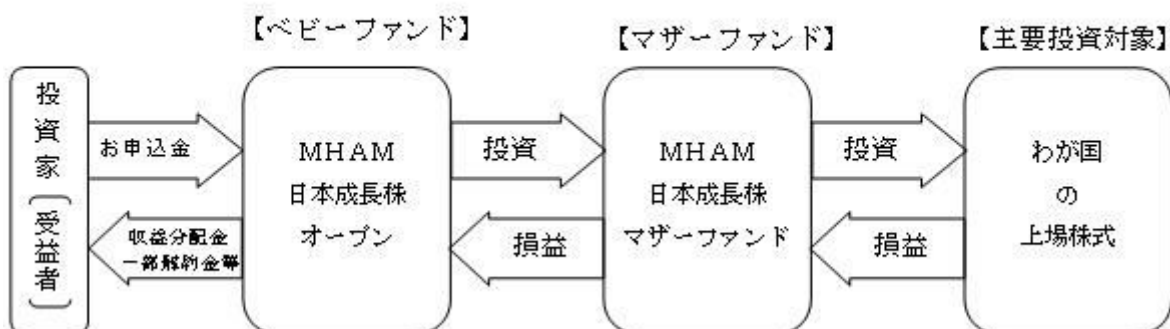 【ベビーファンド】
【マザーファンド】
【主要投資対象】
投資家〔受益者〕
お申込金
収益分配金
一部解約金等
MHAM
日本成長株
オープン
投資
損益
MHAM
日本成長株
マザーファンド
投資
損益
わが国
の
上場株式